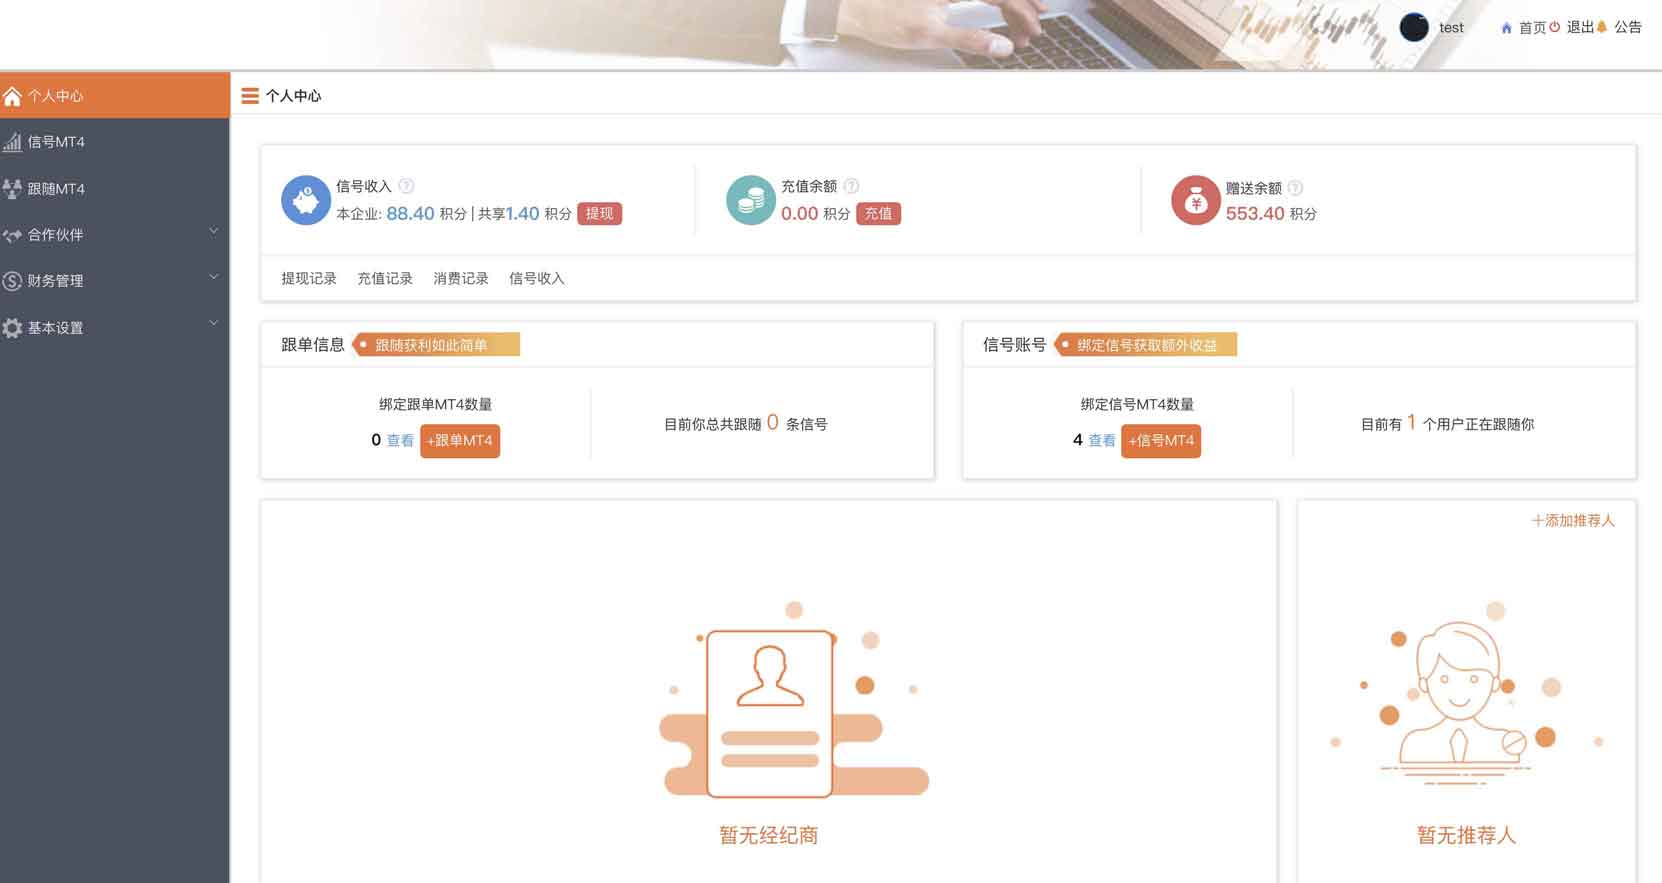 test 首页 退出 公告
个人中心
信号MT4
跟随MT4
合作伙伴
财务管理
基本设置
个人中心
信号收入
本企业: 88.40 积分 | 共享1.40 积分 提现
充值余额
0.00 积分 充值
赠送余额
553.40 积分
提现记录 充值记录 消费记录 信号收入
跟单信息 跟随获利如此简单
绑定跟单MT4数量
0 查看 +跟单MT4
目前你总共跟随 0 条信号
信号账号 绑定信号获取额外收益
绑定信号MT4数量
4 查看 +信号MT4
目前有 1 个用户正在跟随你
暂无经纪商
+添加推荐人
暂无推荐人